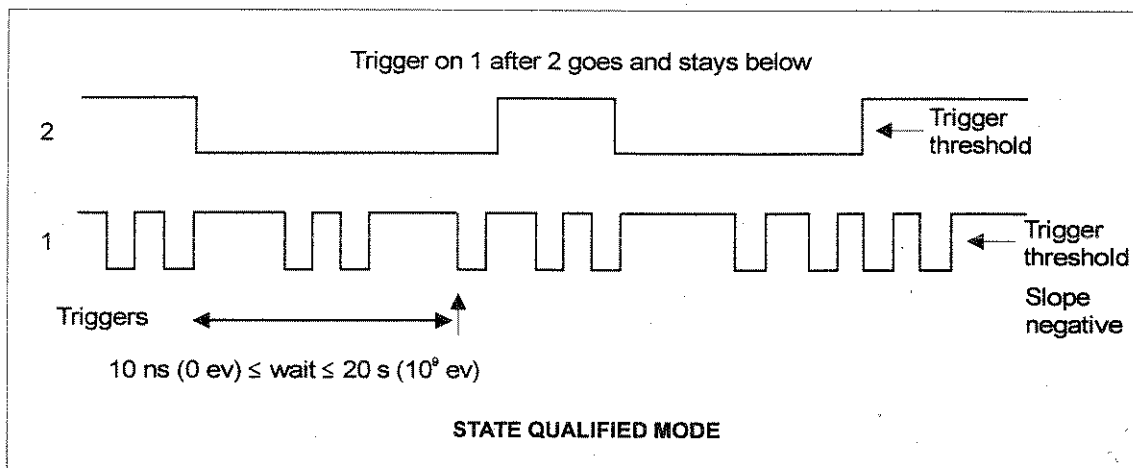 Trigger on 1 after 2 goes and stays below
2
Trigger
threshold
1
Trigger
threshold
Slope
negative
Triggers
10 ns (0 ev) ≤ wait ≤ 20 s (10⁹ ev)
STATE QUALIFIED MODE